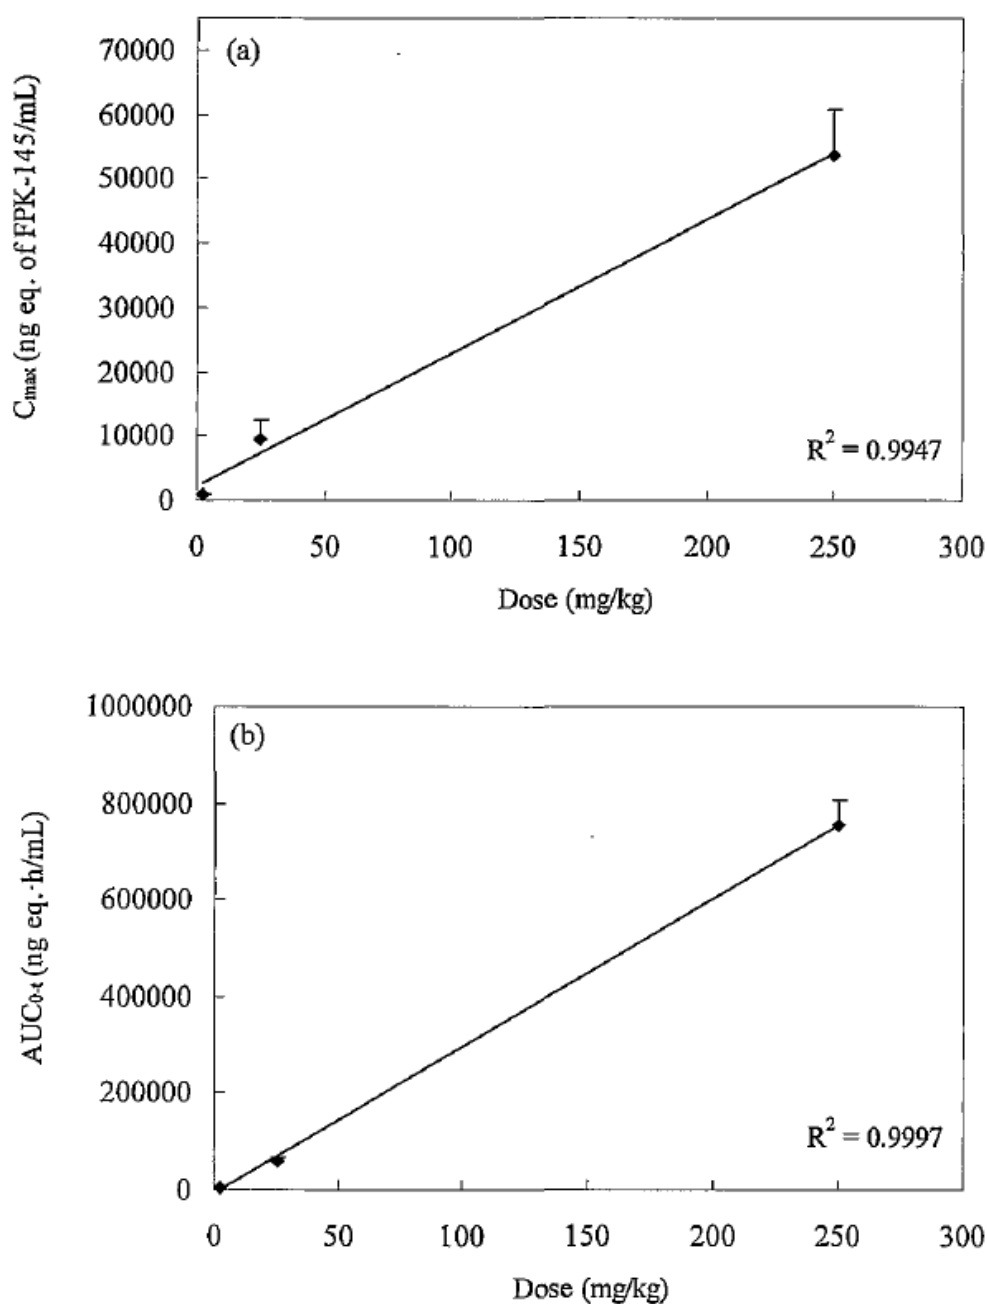 (a)
C_max (ng eq. of FPK-145/mL)
70000
60000
50000
40000
30000
20000
10000
0
R² = 0.9947
0 50 100 150 200 250 300
Dose (mg/kg)
(b)
AUC_0-t (ng eq.·h/mL)
1000000
800000
600000
400000
200000
0
R² = 0.9997
0 50 100 150 200 250 300
Dose (mg/kg)